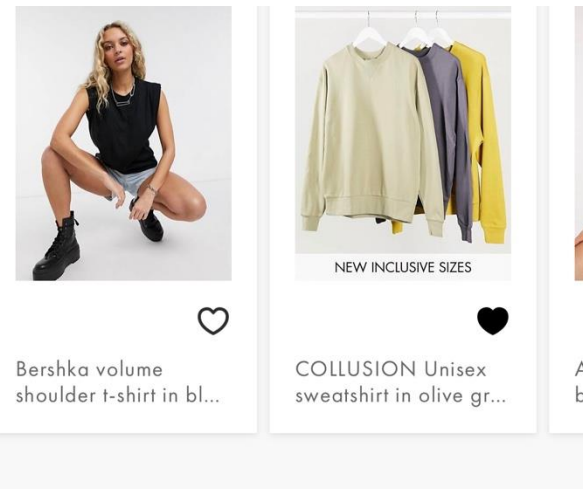 NEW INCLUSIVE SIZES
Bershka volume
shoulder t-shirt in bl...
COLLUSION Unisex
sweatshirt in olive gr...
A
b